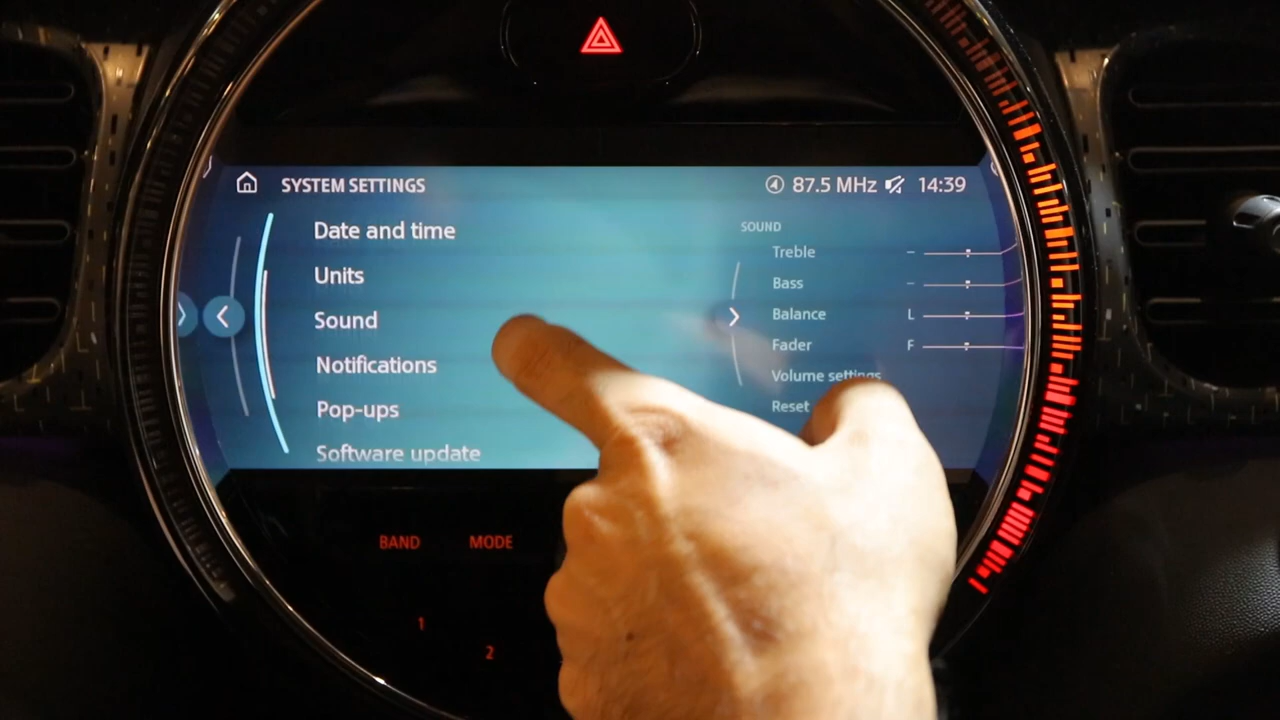 SYSTEM SETTINGS
87.5 MHz 14:39
Date and time
Units
Sound
Notifications
Pop-ups
Software update
SOUND
Treble
Bass
Balance L
Fader F
Volume settings
Reset
BAND MODE
1
2